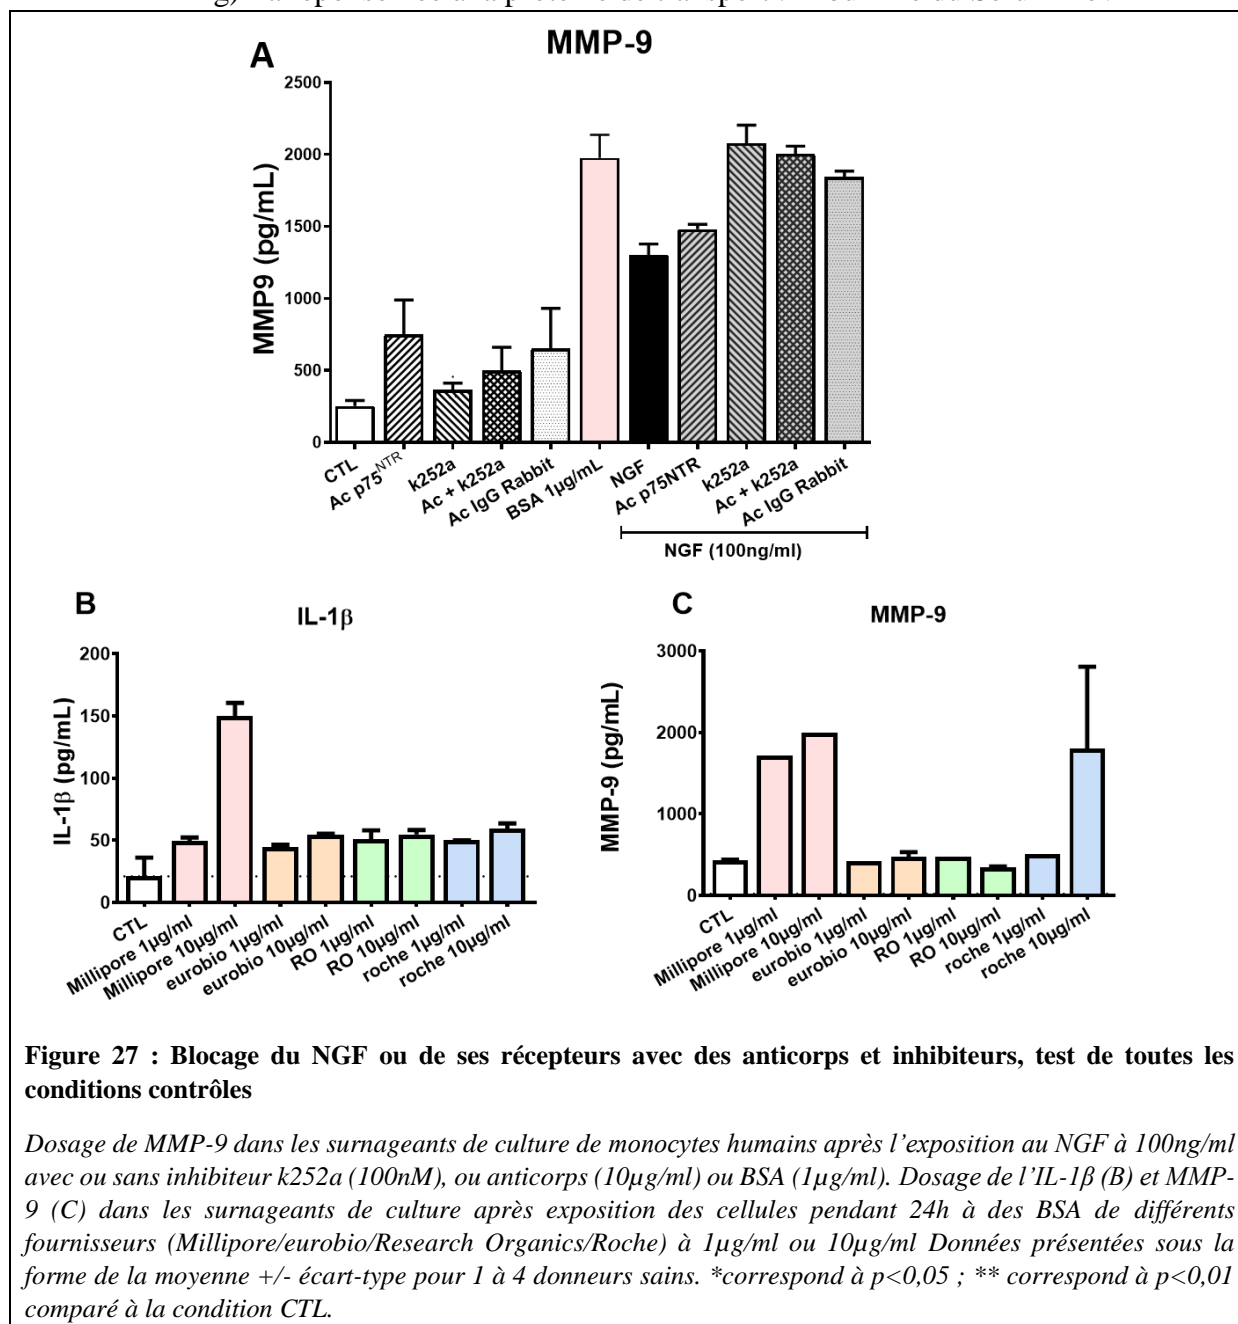 A
MMP-9
MMP9 (pg/mL)
2500
2000
1500
1000
500
0
CTL
Ac p75NTR
k252a
Ac + k252a
Ac IgG Rabbit
BSA 1µg/mL
NGF
Ac p75NTR
k252a
Ac + k252a
Ac IgG Rabbit
NGF (100ng/ml)
B
IL-1β
IL-1β (pg/mL)
200
150
100
50
0
CTL
Millipore 1µg/ml
Millipore 10µg/ml
eurobio 1µg/ml
eurobio 10µg/ml
RO 1µg/ml
RO 10µg/ml
roche 1µg/ml
roche 10µg/ml
C
MMP-9
MMP-9 (pg/mL)
3000
2000
1000
0
CTL
Millipore 1µg/ml
Millipore 10µg/ml
eurobio 1µg/ml
eurobio 10µg/ml
RO 1µg/ml
RO 10µg/ml
roche 1µg/ml
roche 10µg/ml
Figure 27 : Blocage du NGF ou de ses récepteurs avec des anticorps et inhibiteurs, test de toutes les
conditions contrôles
Dosage de MMP-9 dans les surnageants de culture de monocytes humains après l'exposition au NGF à 100ng/ml
avec ou sans inhibiteur k252a (100nM), ou anticorps (10µg/ml) ou BSA (1µg/ml). Dosage de l'IL-1β (B) et MMP-
9 (C) dans les surnageants de culture après exposition des cellules pendant 24h à des BSA de différents
fournisseurs (Millipore/eurobio/Research Organics/Roche) à 1µg/ml ou 10µg/ml Données présentées sous la
forme de la moyenne +/- écart-type pour 1 à 4 donneurs sains. *correspond à p<0,05 ; ** correspond à p<0,01
comparé à la condition CTL.